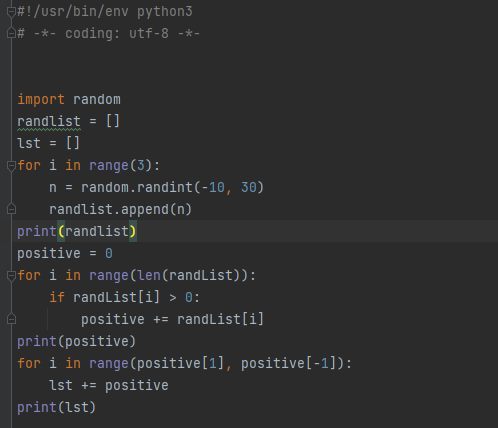 #!/usr/bin/env python3
# -*- coding: utf-8 -*-
import random
randlist = []
lst = []
for i in range(3):
    n = random.randint(-10, 30)
    randlist.append(n)
print(randlist)
positive = 0
for i in range(len(randList)):
    if randList[i] > 0:
        positive += randList[i]
print(positive)
for i in range(positive[1], positive[-1]):
    lst += positive
print(lst)